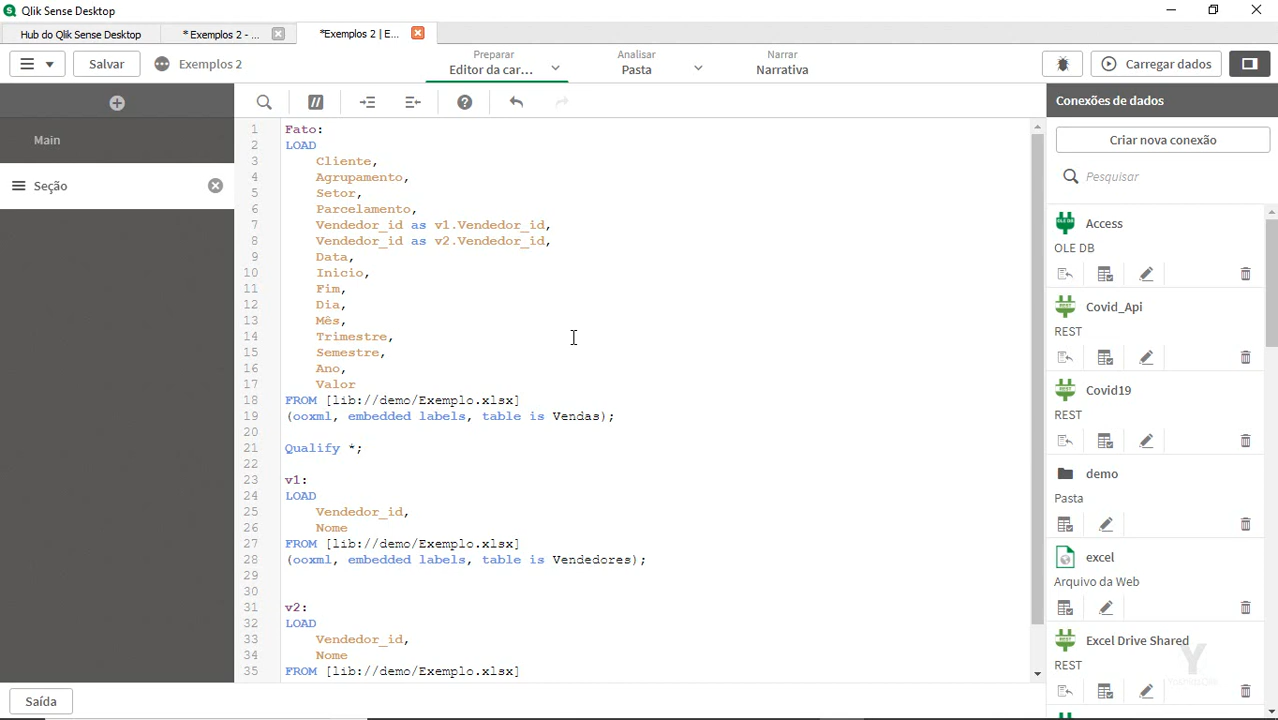 Qlik Sense Desktop
Hub do Qlik Sense Desktop
* Exemplos 2 - ...
*Exemplos 2 | E...
Salvar
Exemplos 2
Preparar
Editor da car...
Analisar
Pasta
Narrar
Narrativa
Carregar dados
Main
Seção
1 Fato:
2 LOAD
3 Cliente,
4 Agrupamento,
5 Setor,
6 Parcelamento,
7 Vendedor_id as v1.Vendedor_id,
8 Vendedor_id as v2.Vendedor_id,
9 Data,
10 Inicio,
11 Fim,
12 Dia,
13 Mês,
14 Trimestre,
15 Semestre,
16 Ano,
17 Valor
18 FROM [lib://demo/Exemplo.xlsx]
19 (ooxml, embedded labels, table is Vendas);
20
21 Qualify *;
22
23 v1:
24 LOAD
25 Vendedor_id,
26 Nome
27 FROM [lib://demo/Exemplo.xlsx]
28 (ooxml, embedded labels, table is Vendedores);
29
30
31 v2:
32 LOAD
33 Vendedor_id,
34 Nome
35 FROM [lib://demo/Exemplo.xlsx]
Conexões de dados
Criar nova conexão
Pesquisar
Access
OLE DB
Covid_Api
REST
Covid19
REST
demo
Pasta
excel
Arquivo da Web
Excel Drive Shared
REST
Saída